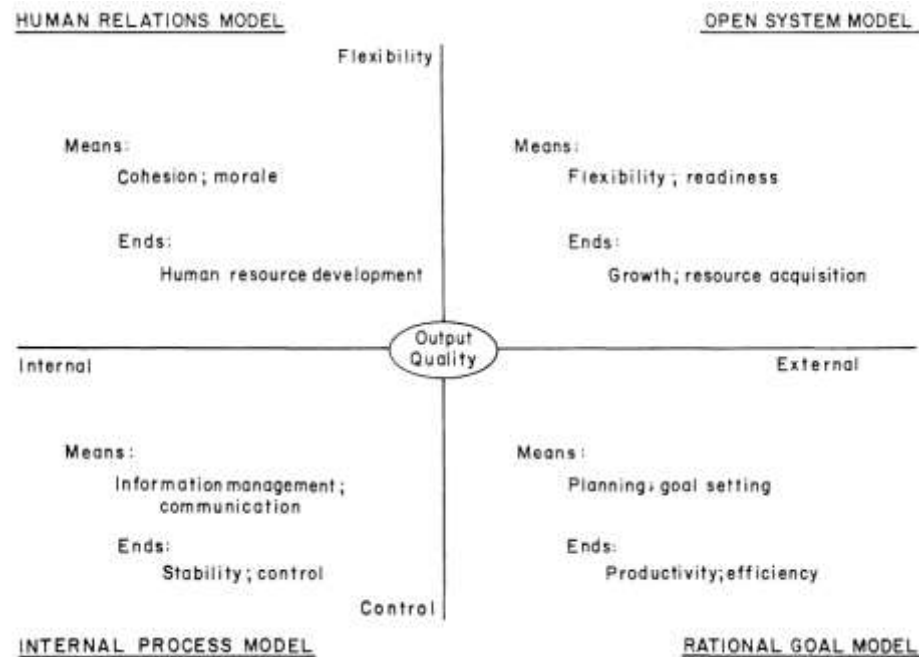 HUMAN RELATIONS MODEL
OPEN SYSTEM MODEL
Flexibility
Means:
Cohesion; morale
Ends:
Human resource development
Means:
Flexibility; readiness
Ends:
Growth; resource acquisition
Output
Quality
Internal
External
Means:
Information management;
communication
Ends:
Stability; control
Means:
Planning, goal setting
Ends:
Productivity; efficiency
Control
INTERNAL PROCESS MODEL
RATIONAL GOAL MODEL